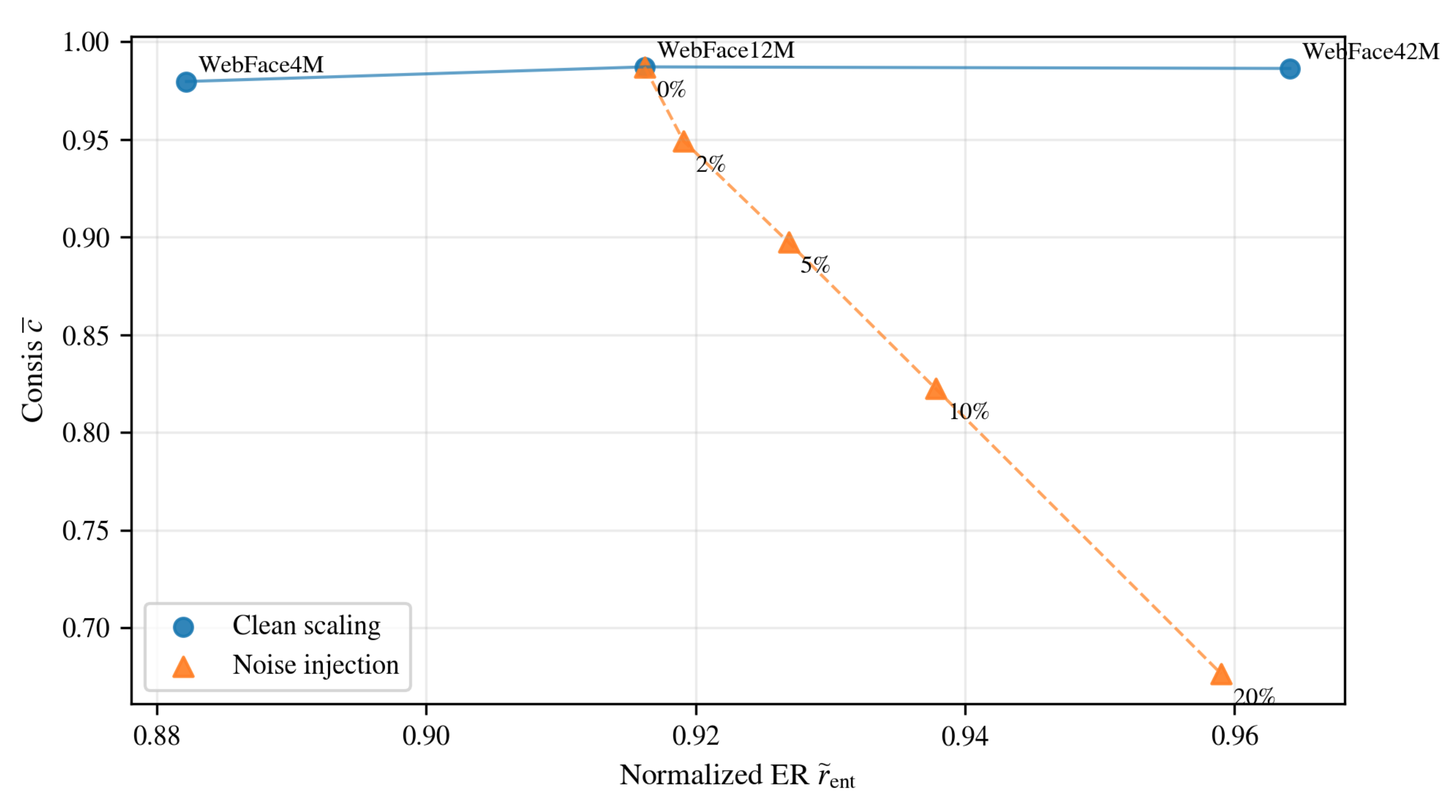 1.00
0.95
0.90
0.85
0.80
0.75
0.70
Consis c̅
WebFace4M
WebFace12M
WebFace42M
0%
2%
5%
10%
20%
Clean scaling
Noise injection
0.88
0.90
0.92
0.94
0.96
Normalized ER r̃ent